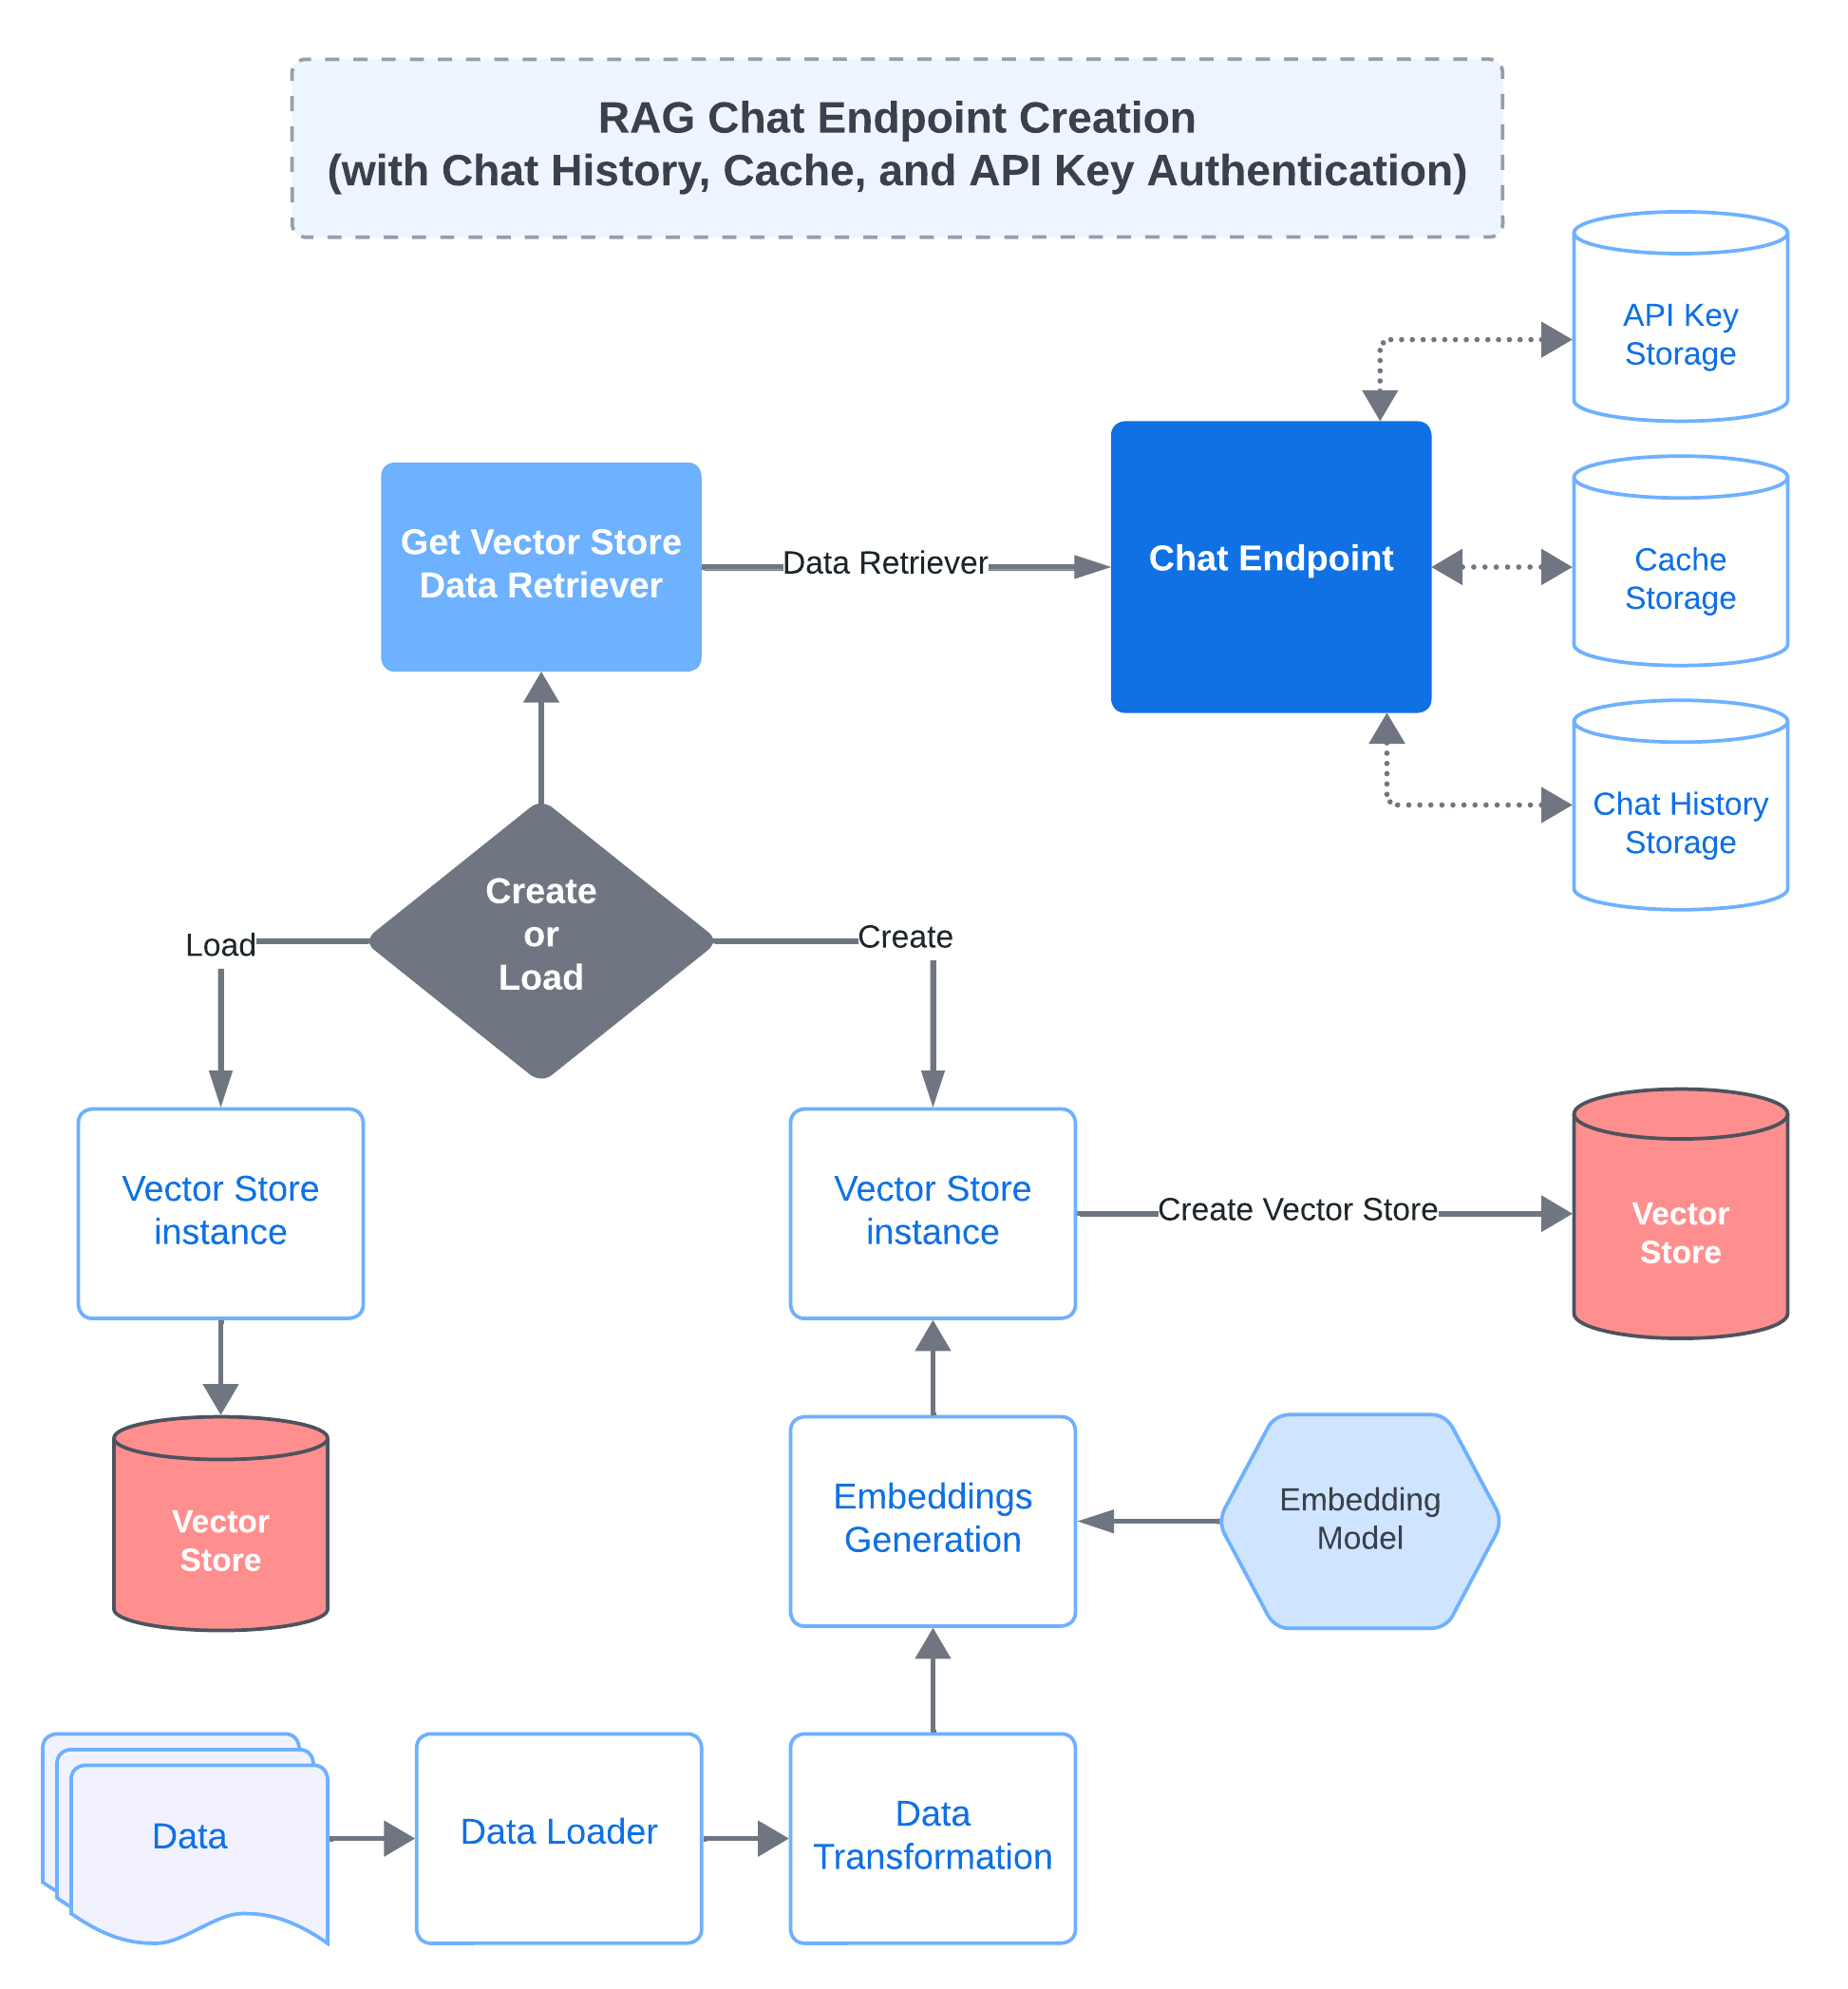 RAG Chat Endpoint Creation
(with Chat History, Cache, and API Key Authentication)
API Key
Storage
Get Vector Store
Data Retriever
Data Retriever
Chat Endpoint
Cache
Storage
Chat History
Storage
Create
or
Load
Load
Create
Vector Store
instance
Vector Store
instance
Create Vector Store
Vector
Store
Vector
Store
Embeddings
Generation
Embedding
Model
Data
Data Loader
Data
Transformation